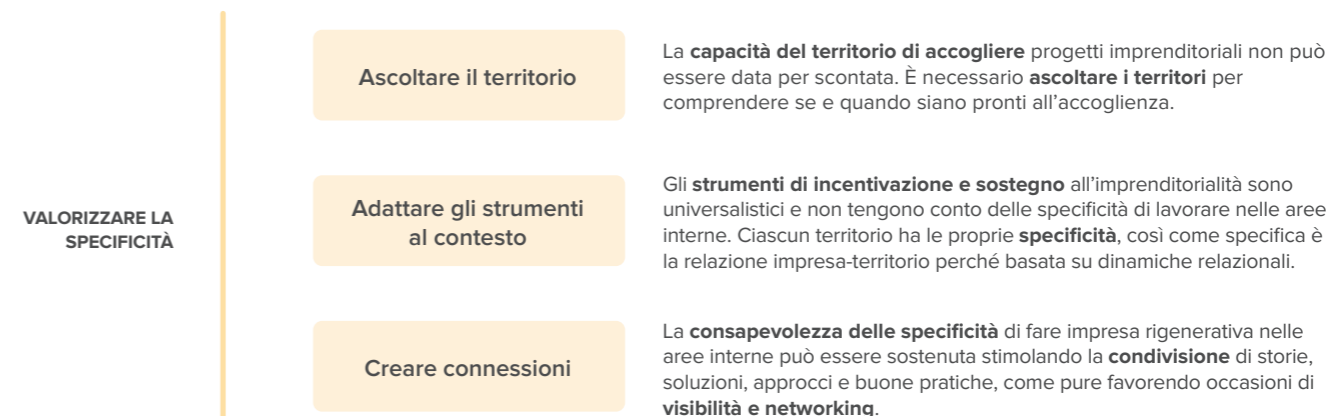 VALORIZZARE LA
SPECIFICITÀ
Ascoltare il territorio
La capacità del territorio di accogliere progetti imprenditoriali non può
essere data per scontata. È necessario ascoltare i territori per
comprendere se e quando siano pronti all’accoglienza.
Adattare gli strumenti
al contesto
Gli strumenti di incentivazione e sostegno all’imprenditorialità sono
universalistici e non tengono conto delle specificità di lavorare nelle aree
interne. Ciascun territorio ha le proprie specificità, così come specifica è
la relazione impresa-territorio perché basata su dinamiche relazionali.
Creare connessioni
La consapevolezza delle specificità di fare impresa rigenerativa nelle
aree interne può essere sostenuta stimolando la condivisione di storie,
soluzioni, approcci e buone pratiche, come pure favorendo occasioni di
visibilità e networking.